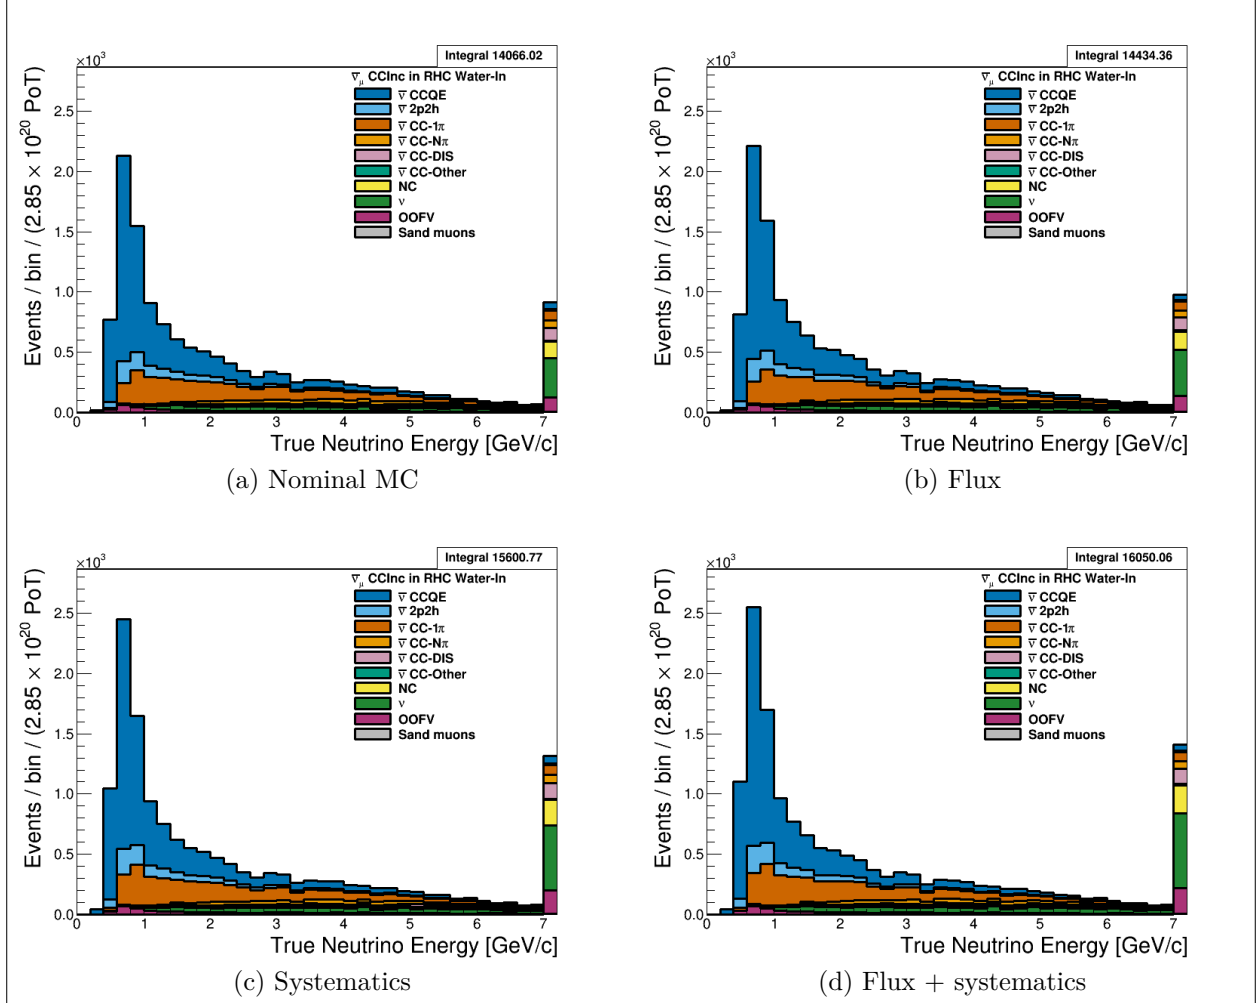 Integral 14066.02
×10³
Events / bin / (2.85 × 10²⁰ PoT)
ν̅μ CCInc in RHC Water-In
ν̅ CCQE
ν̅ 2p2h
ν̅ CC-1π
ν̅ CC-Nπ
ν̅ CC-DIS
ν̅ CC-Other
NC
ν
OOFV
Sand muons
2.5
2.0
1.5
1.0
0.5
0.0
0 1 2 3 4 5 6 7
True Neutrino Energy [GeV/c]
(a) Nominal MC
Integral 14434.36
×10³
Events / bin / (2.85 × 10²⁰ PoT)
ν̅μ CCInc in RHC Water-In
ν̅ CCQE
ν̅ 2p2h
ν̅ CC-1π
ν̅ CC-Nπ
ν̅ CC-DIS
ν̅ CC-Other
NC
ν
OOFV
Sand muons
2.5
2.0
1.5
1.0
0.5
0.0
0 1 2 3 4 5 6 7
True Neutrino Energy [GeV/c]
(b) Flux
Integral 15600.77
×10³
Events / bin / (2.85 × 10²⁰ PoT)
ν̅μ CCInc in RHC Water-In
ν̅ CCQE
ν̅ 2p2h
ν̅ CC-1π
ν̅ CC-Nπ
ν̅ CC-DIS
ν̅ CC-Other
NC
ν
OOFV
Sand muons
2.5
2.0
1.5
1.0
0.5
0.0
0 1 2 3 4 5 6 7
True Neutrino Energy [GeV/c]
(c) Systematics
Integral 16050.06
×10³
Events / bin / (2.85 × 10²⁰ PoT)
ν̅μ CCInc in RHC Water-In
ν̅ CCQE
ν̅ 2p2h
ν̅ CC-1π
ν̅ CC-Nπ
ν̅ CC-DIS
ν̅ CC-Other
NC
ν
OOFV
Sand muons
2.5
2.0
1.5
1.0
0.5
0.0
0 1 2 3 4 5 6 7
True Neutrino Energy [GeV/c]
(d) Flux + systematics